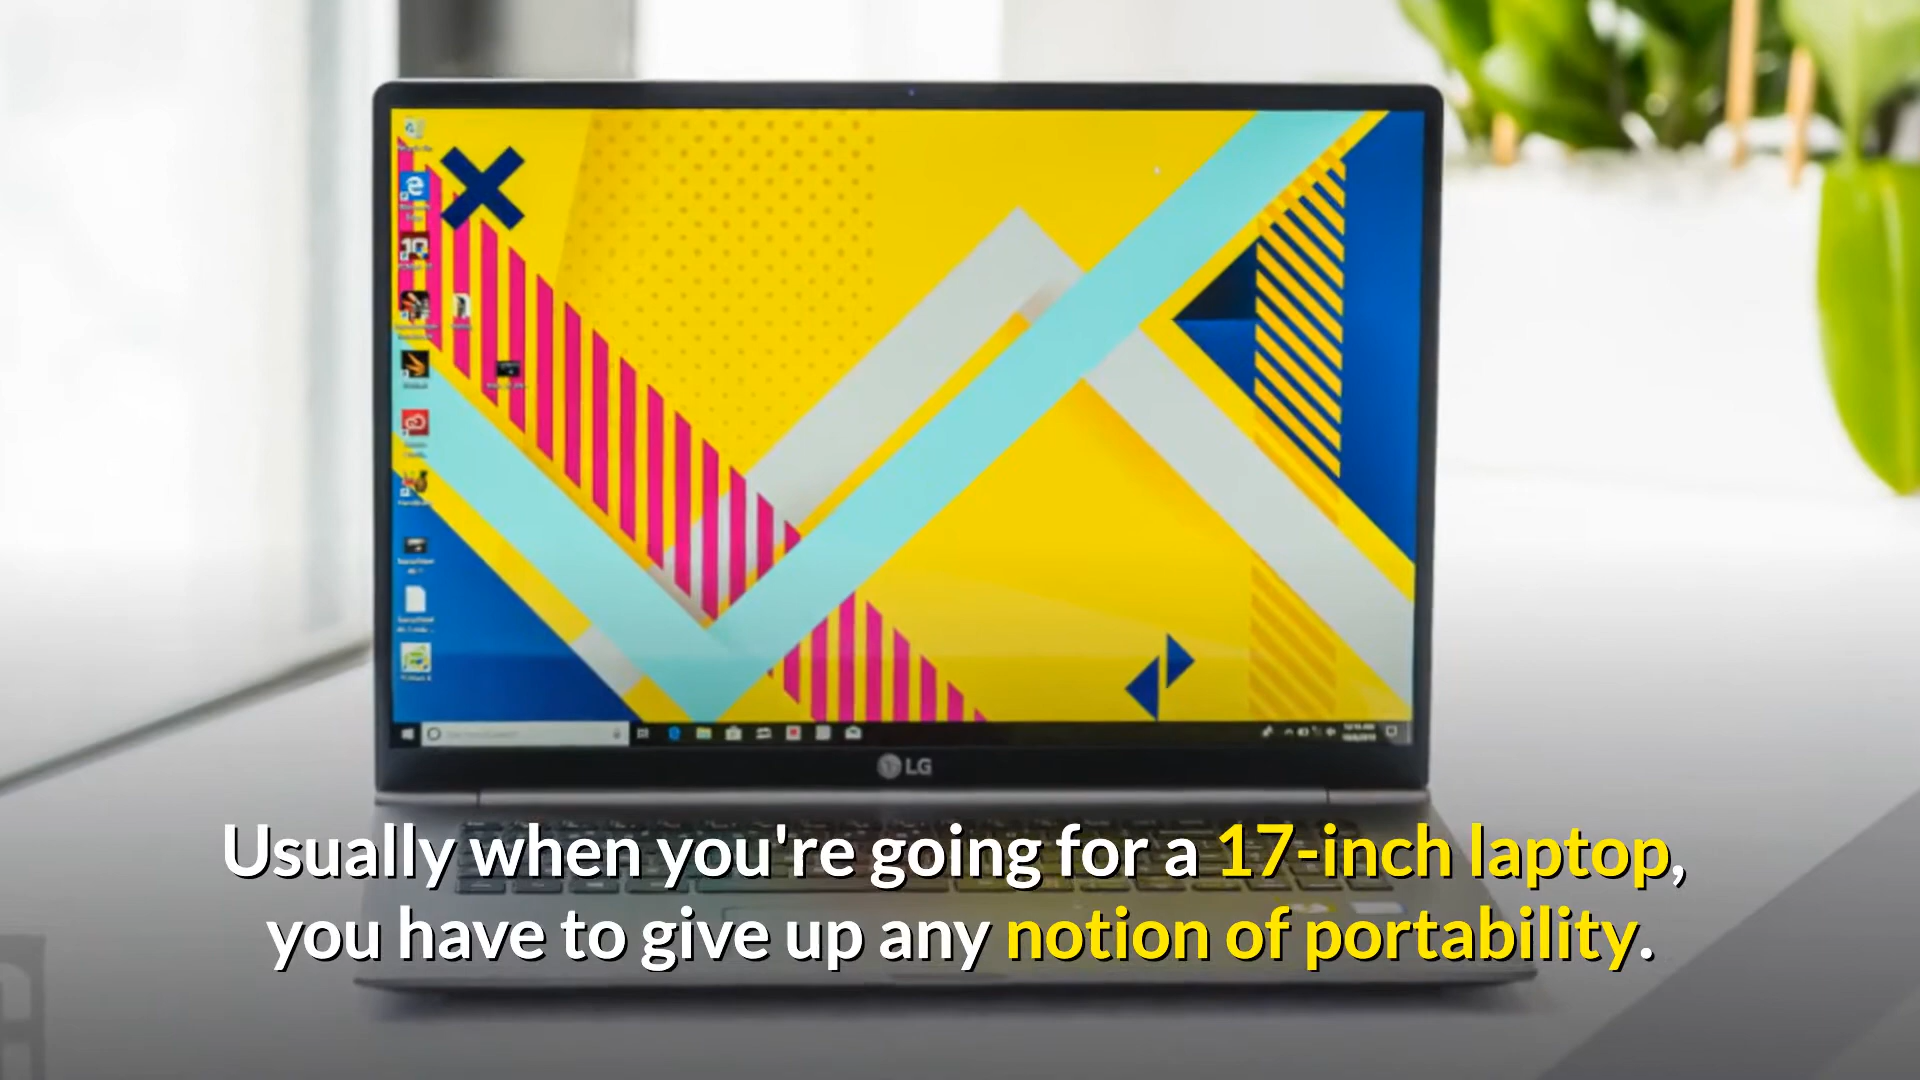 LG
Usually when you're going for a 17-inch laptop,
you have to give up any notion of portability.